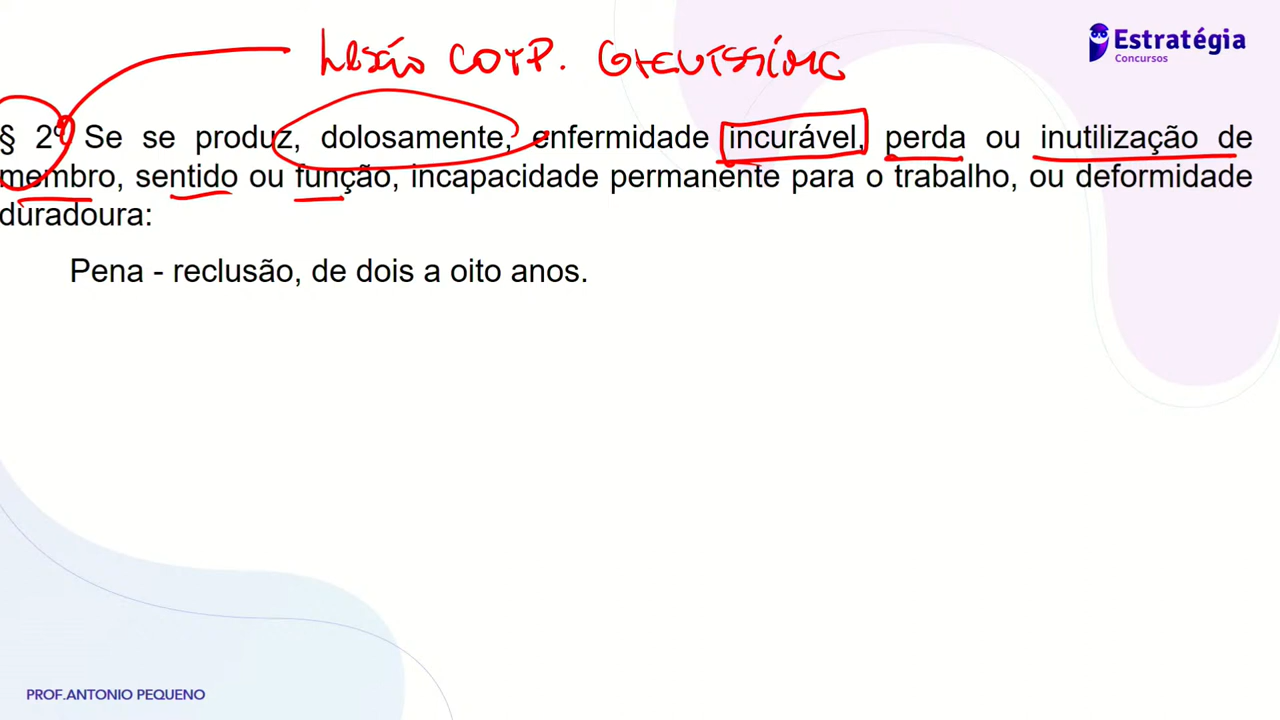 Lesão Corp. Gravíssima
Estratégia
Concursos
§ 2º Se se produz, dolosamente, enfermidade incurável, perda ou inutilização de
membro, sentido ou função, incapacidade permanente para o trabalho, ou deformidade
duradoura:
Pena - reclusão, de dois a oito anos.
PROF.ANTONIO PEQUENO